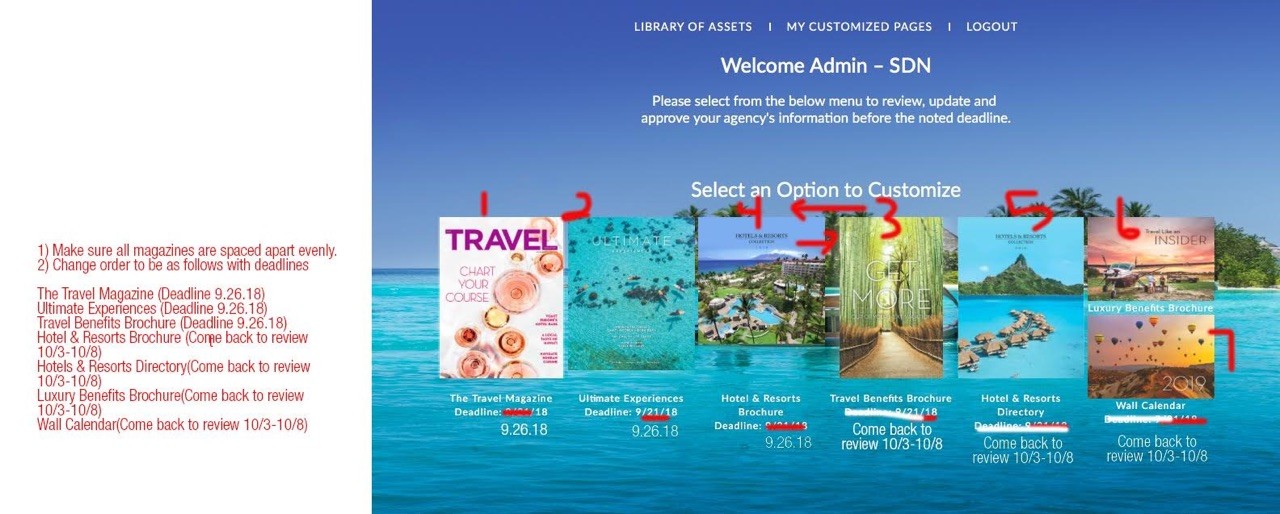 1) Make sure all magazines are spaced apart evenly.
2) Change order to be as follows with deadlines
The Travel Magazine (Deadline 9.26.18)
Ultimate Experiences (Deadline 9.26.18)
Travel Benefits Brochure (Deadline 9.26.18)
Hotel & Resorts Brochure (Come back to review
10/3-10/8)
Hotels & Resorts Directory(Come back to review
10/3-10/8)
Luxury Benefits Brochure(Come back to review
10/3-10/8)
Wall Calendar(Come back to review 10/3-10/8)
LIBRARY OF ASSETS I MY CUSTOMIZED PAGES I LOGOUT
Welcome Admin – SDN
Please select from the below menu to review, update and
approve your agency's information before the noted deadline.
Select an Option to Customize
1 2 4 3 5 6
TRAVEL
CHART
YOUR
COURSE
ULTIMATE
HOTELS & RESORTS
COLLECTION
GET
MORE
HOTELS & RESORTS
COLLECTION
Travel Like an
INSIDER
Luxury Benefits Brochure
7
2019
The Travel Magazine
Deadline: 9/21/18
9.26.18
Ultimate Experiences
Deadline: 9/21/18
9.26.18
Hotel & Resorts
Brochure
Deadline: 9/21/18
9.26.18
Travel Benefits Brochure
Deadline: 9/21/18
Come back to
review 10/3-10/8
Hotel & Resorts
Directory
Deadline: 9/21/18
Come back to
review 10/3-10/8
Wall Calendar
Deadline: 9/21/18
Come back to
review 10/3-10/8